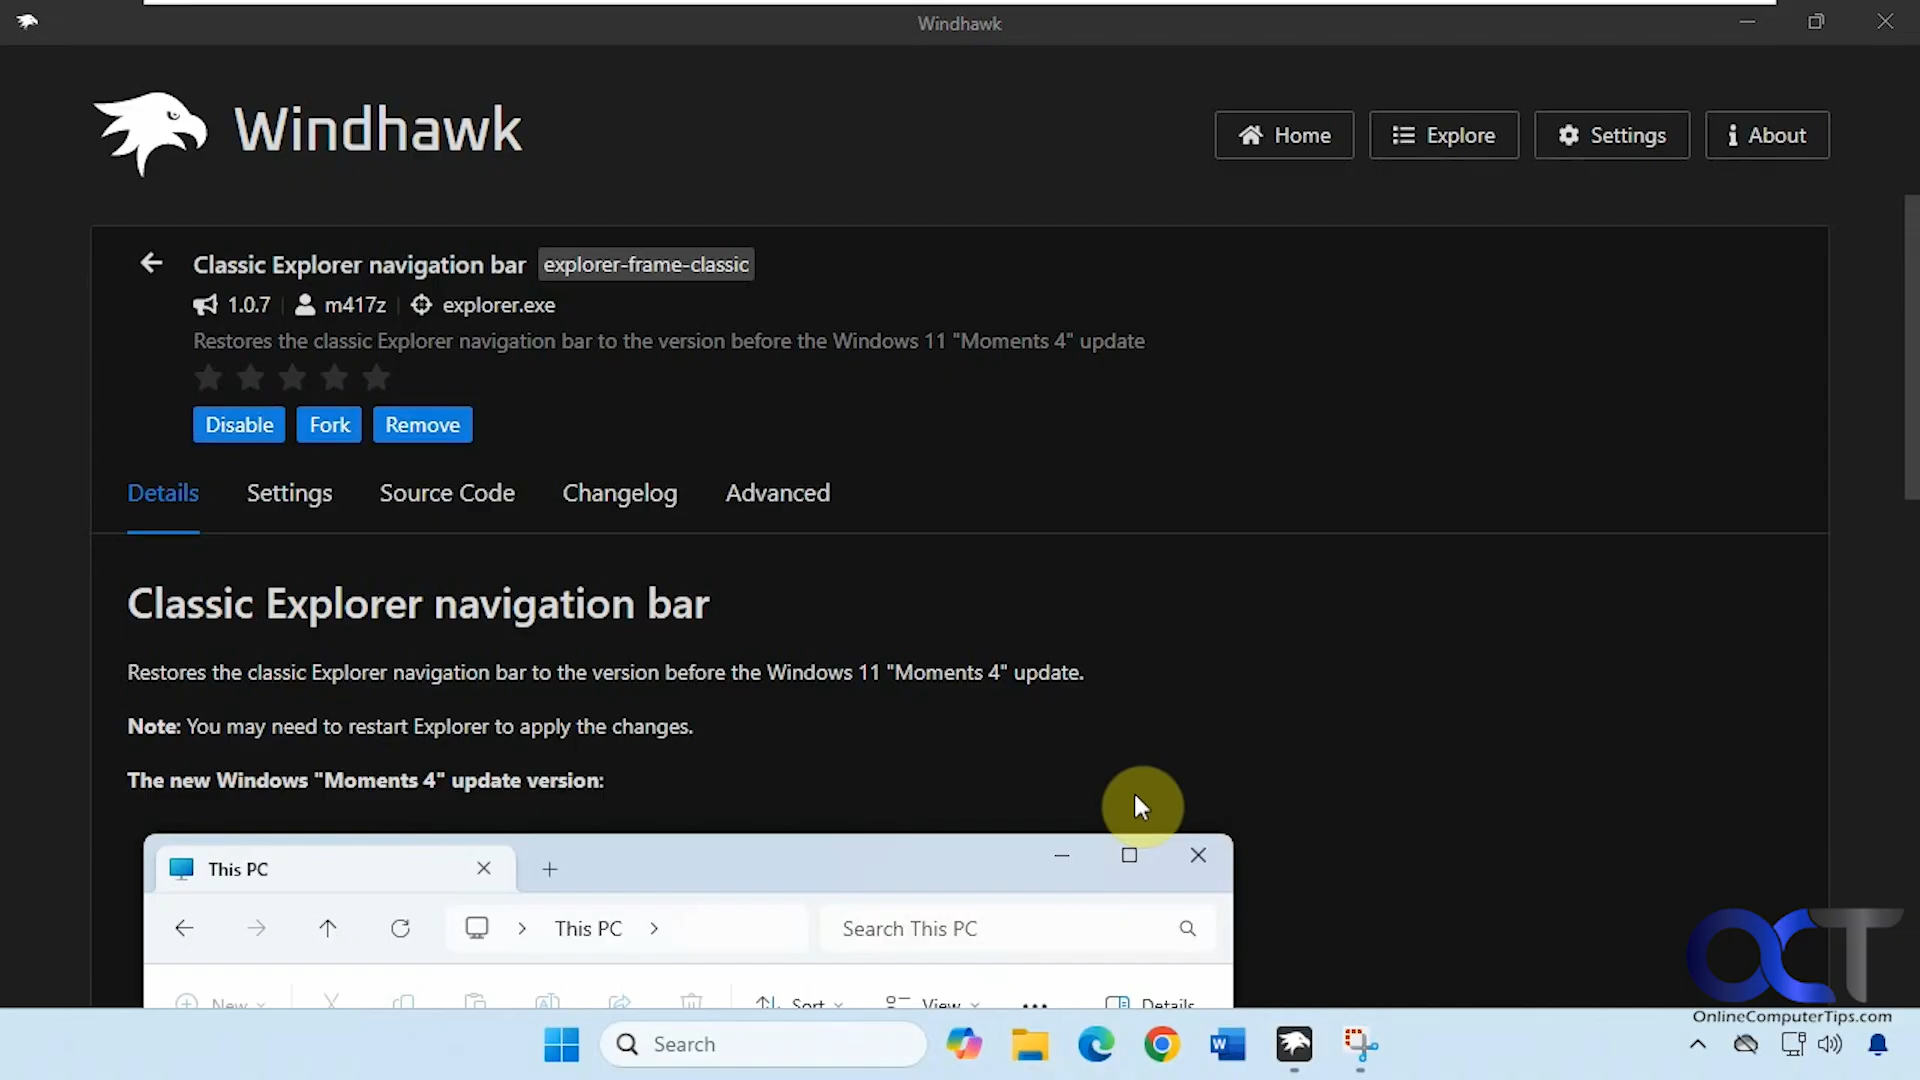 Windhawk
Windhawk
Home
Explore
Settings
About
Classic Explorer navigation bar explorer-frame-classic
1.0.7 m417z explorer.exe
Restores the classic Explorer navigation bar to the version before the Windows 11 "Moments 4" update
Disable Fork Remove
Details Settings Source Code Changelog Advanced
Classic Explorer navigation bar
Restores the classic Explorer navigation bar to the version before the Windows 11 "Moments 4" update.
Note: You may need to restart Explorer to apply the changes.
The new Windows "Moments 4" update version:
This PC
This PC
Search This PC
New Sort View Details
OCT
OnlineComputerTips.com
Search